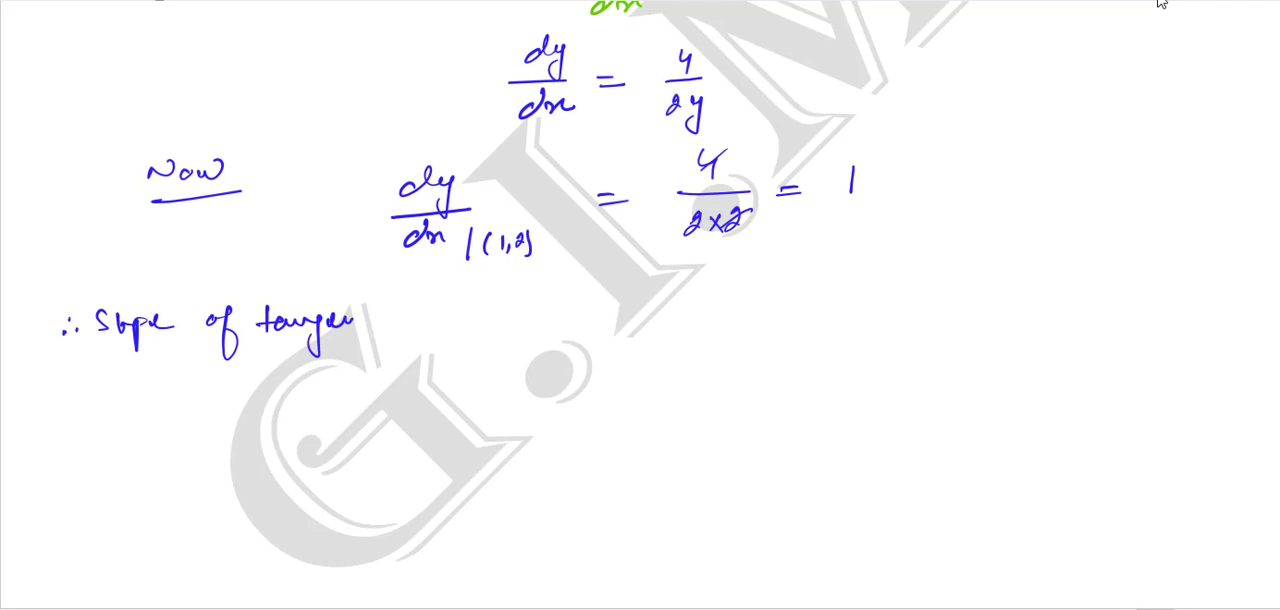 dy/dx = 4/2y
Now dy/dx |(1,2) = 4/2×2 = 1
∴ Slope of tangen
G.I.M